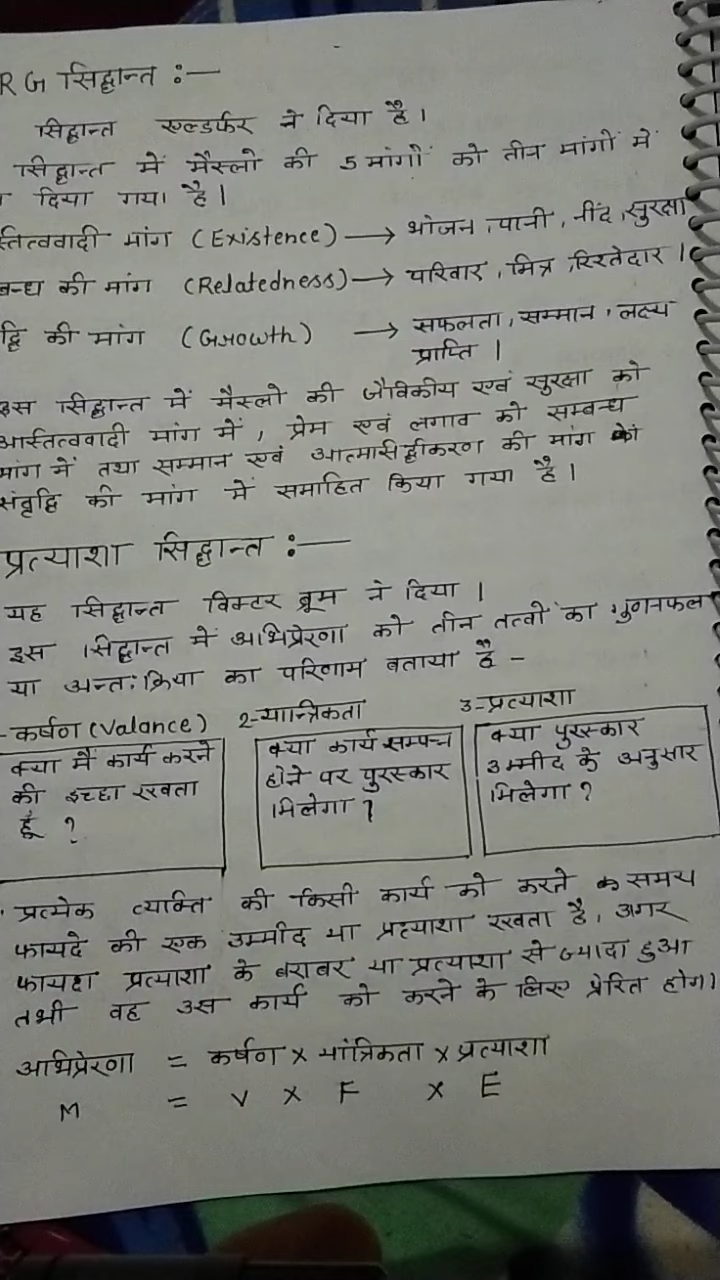 RG सिद्धान्त :—
सिद्धान्त एल्डर्फर ने दिया है।
सिद्धान्त में मैस्लो की 5 मांगों को तीन मांगों में
दिया गया है।
स्तित्ववादी मांग (Existence) → भोजन, पानी, नींद, सुरक्षा
बन्ध की मांग (Relatedness) → परिवार, मित्र, रिस्तेदार।
द्धि की मांग (Growth) → सफलता, सम्मान, लक्ष्य
प्राप्ति।
इस सिद्धान्त में मैस्लो की जैविकीय एवं सुरक्षा को
अस्तित्ववादी मांग में, प्रेम एवं लगाव को सम्बन्ध
मांग में तथा सम्मान एवं आत्मसिद्धीकरण की मांग को
संवृद्धि की मांग में समाहित किया गया है।
प्रत्याशा सिद्धान्त :—
यह सिद्धान्त विक्टर ब्रूम ने दिया।
इस सिद्धान्त में अभिप्रेरणा को तीन तत्वों का गुणनफल
या अन्तःक्रिया का परिणाम बताया है –
-कर्षण (Valance) 2-यान्त्रिकता 3-प्रत्याशा
क्या मैं कार्य करने
की इच्छा रखता
हूँ ?
क्या कार्य सम्पन्न
होने पर पुरस्कार
मिलेगा ?
क्या पुरस्कार
उम्मीद के अनुसार
मिलेगा ?
प्रत्येक व्यक्ति की किसी कार्य को करते समय
फायदे की एक उम्मीद या प्रत्याशा रखता है, अगर
फायदा प्रत्याशा के बराबर या प्रत्याशा से ज्यादा हुआ
तभी वह उस कार्य को करने के लिए प्रेरित होगा।
अभिप्रेरणा = कर्षण × यांत्रिकता × प्रत्याशा
M = V × F × E